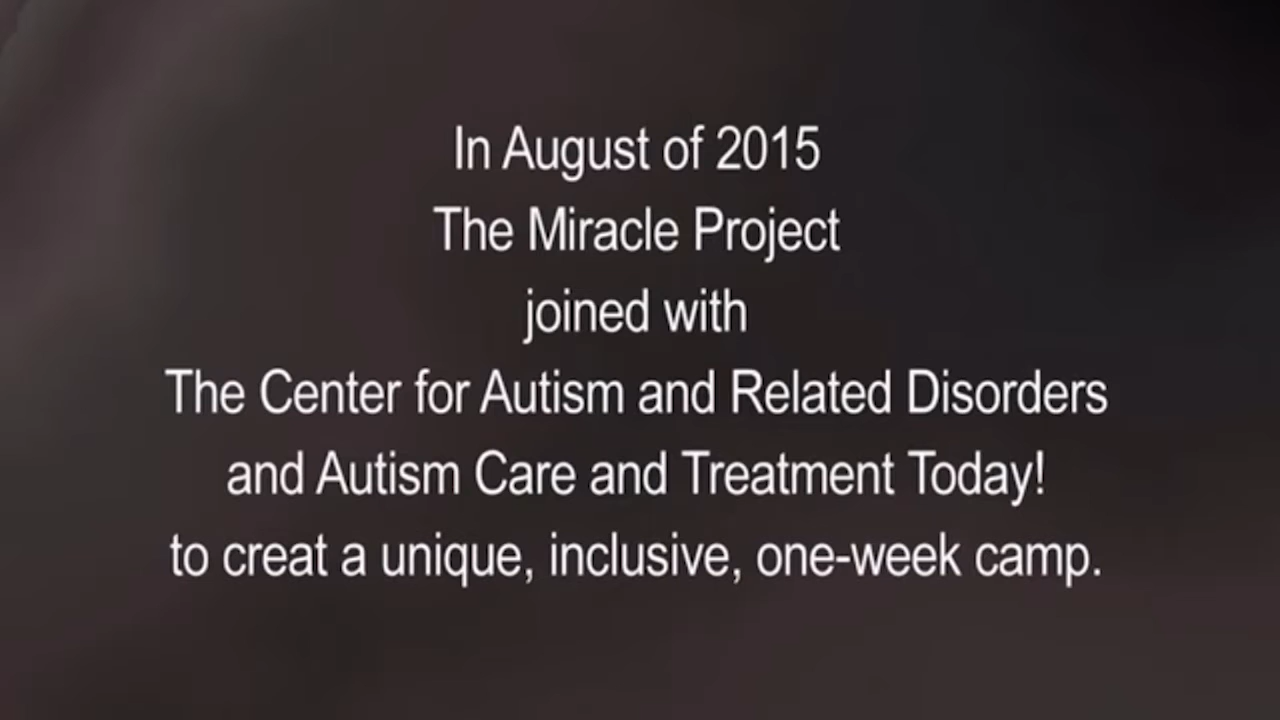 In August of 2015
The Miracle Project
joined with
The Center for Autism and Related Disorders
and Autism Care and Treatment Today!
to creat a unique, inclusive, one-week camp.